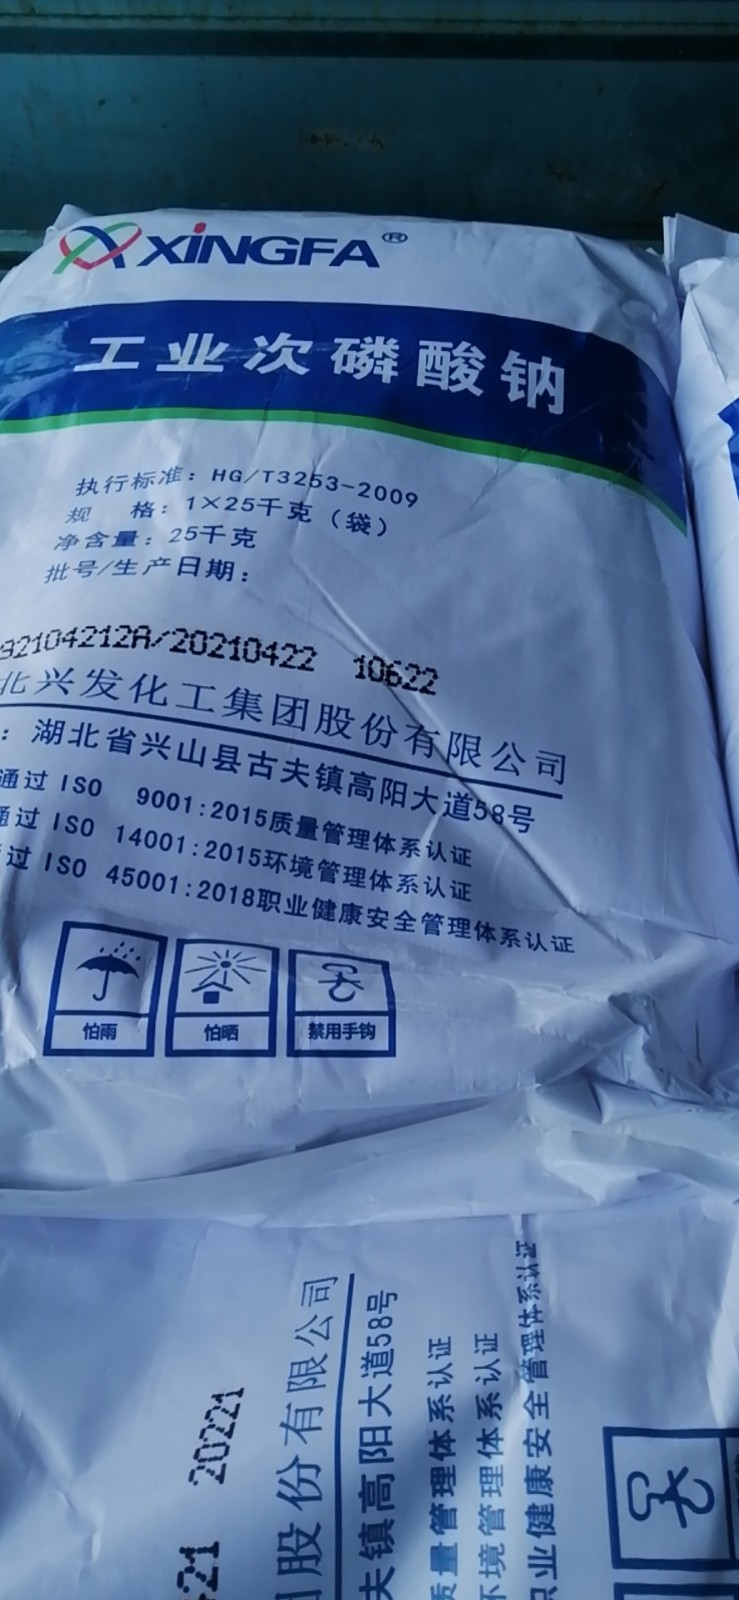 XINGFA®
工业次磷酸钠
执行标准：HG/T3253-2009
规 格：1×25千克（袋）
净含量：25千克
批号/生产日期：
2104212A/20210422 10622
北兴发化工集团股份有限公司
：湖北省兴山县古夫镇高阳大道58号
通过 ISO 9001:2015质量管理体系认证
通过 ISO 14001:2015环境管理体系认证
过 ISO 45001:2018职业健康安全管理体系认证
怕雨 怕晒 禁用手钩
421 20221
股份有限公司
夫镇高阳大道58号
质量管理体系认证
环境管理体系认证
职业健康安全管理体系认证